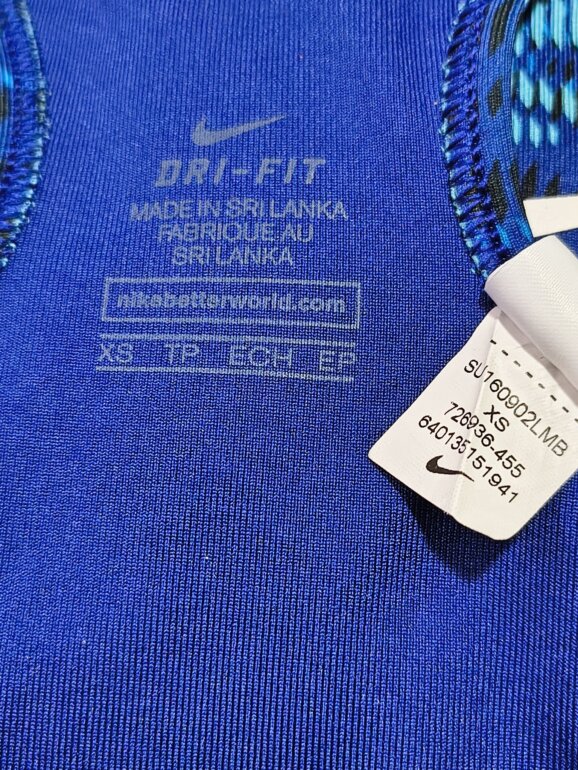 DRI-FIT
MADE IN SRI LANKA
FABRIQUE AU
SRI LANKA
nikebetterworld.com
XS TP ECH EP
SU160902LMB
XS
726936-455
640135151941